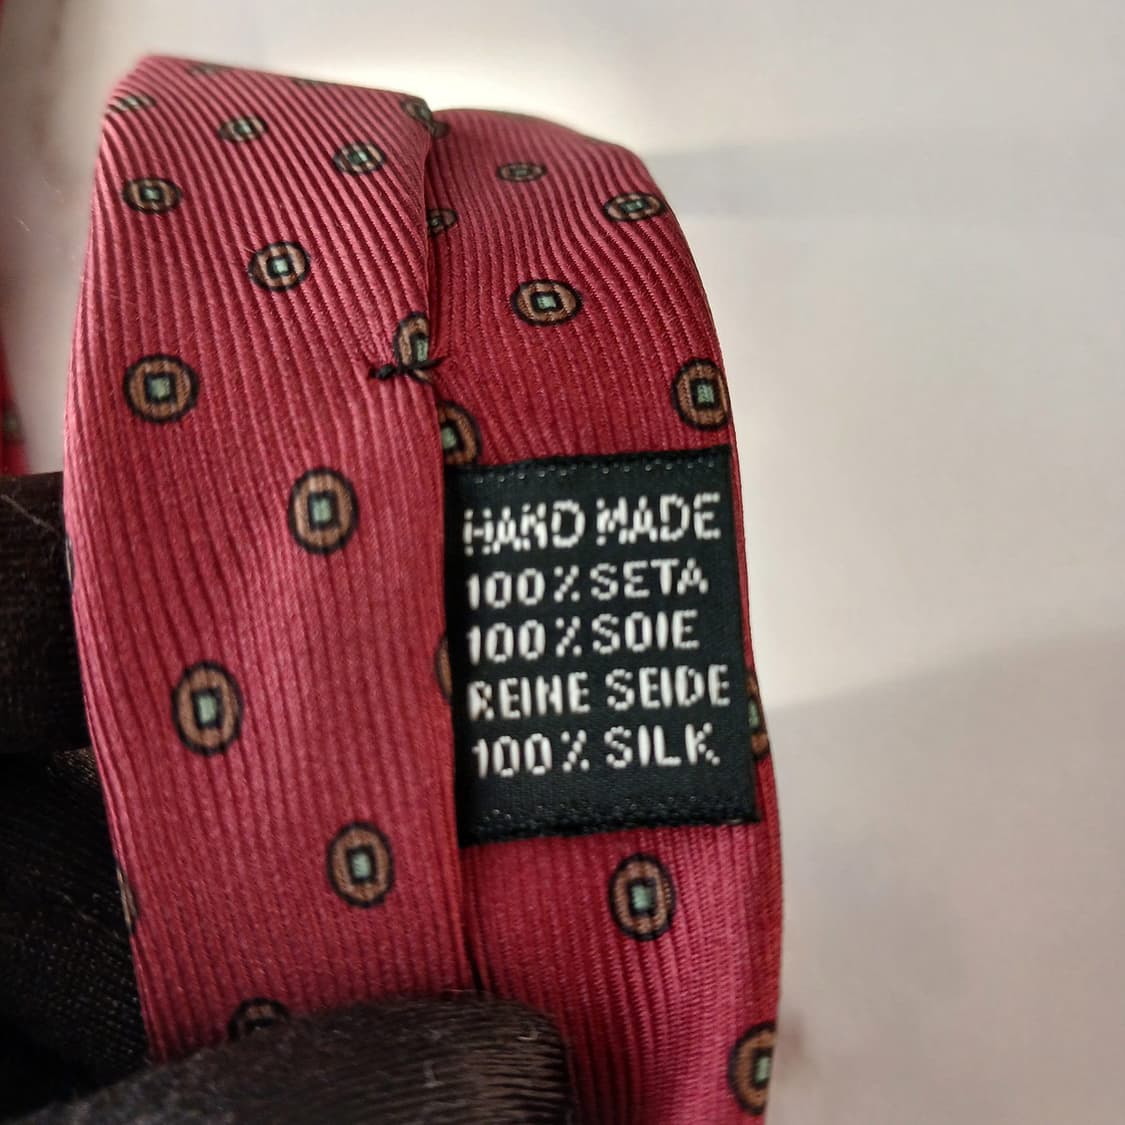 HAND MADE
100% SETA
100% SOIE
REINE SEIDE
100% SILK